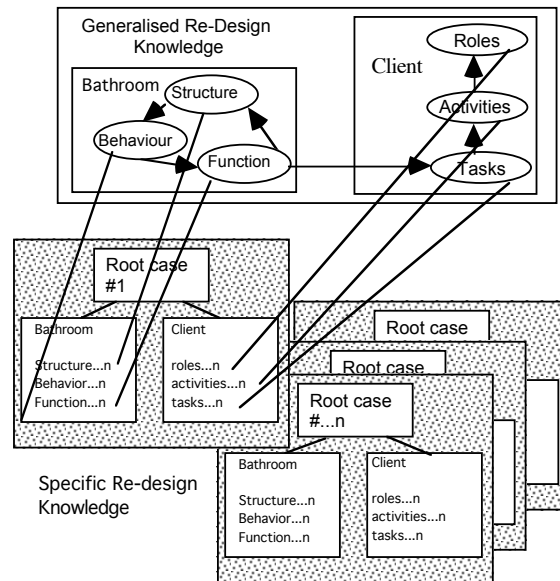 Generalised Re-Design
Knowledge
Bathroom
Structure
Behaviour
Function
Client
Roles
Activities
Tasks
Root case
#1
Bathroom
Structure...n
Behavior...n
Function...n
Client
roles...n
activities...n
tasks...n
Root case
Root case
Root case
#...n
Bathroom
Structure...n
Behavior...n
Function...n
Client
roles...n
activities...n
tasks...n
Specific Re-design
Knowledge